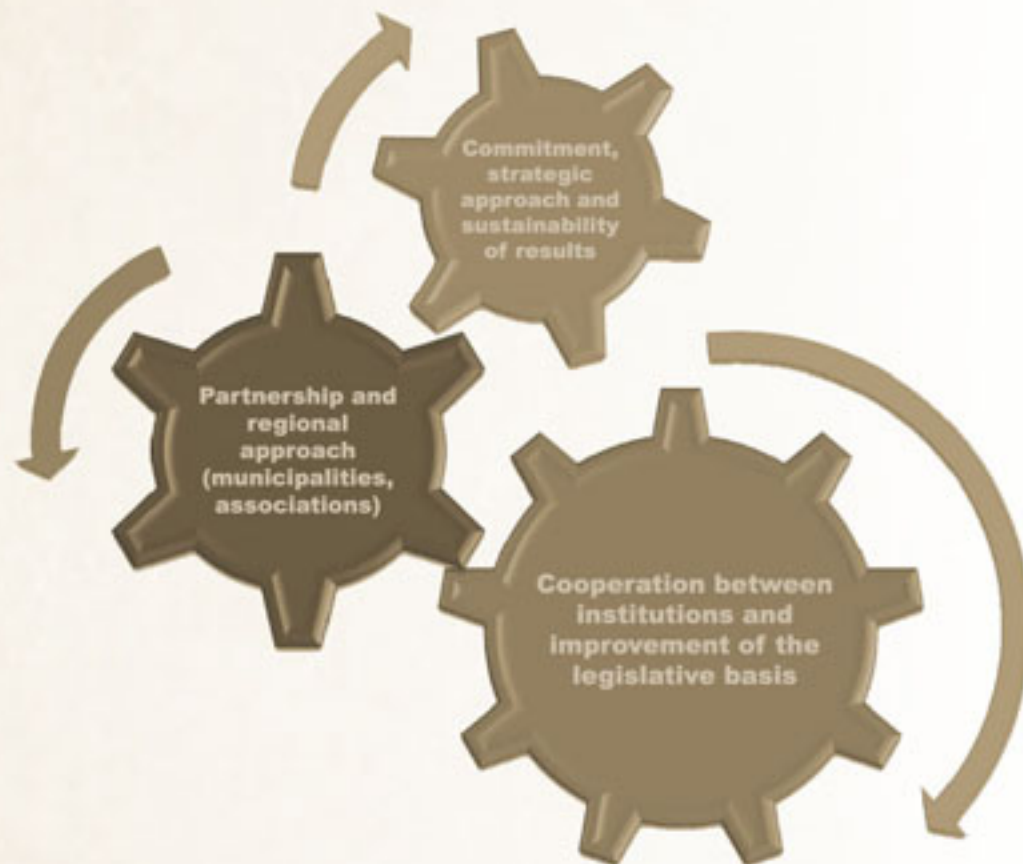 Commitment,
strategic
approach and
sustainability
of results
Partnership and
regional
approach
(municipalities,
associations)
Cooperation between
institutions and
improvement of the
legislative basis